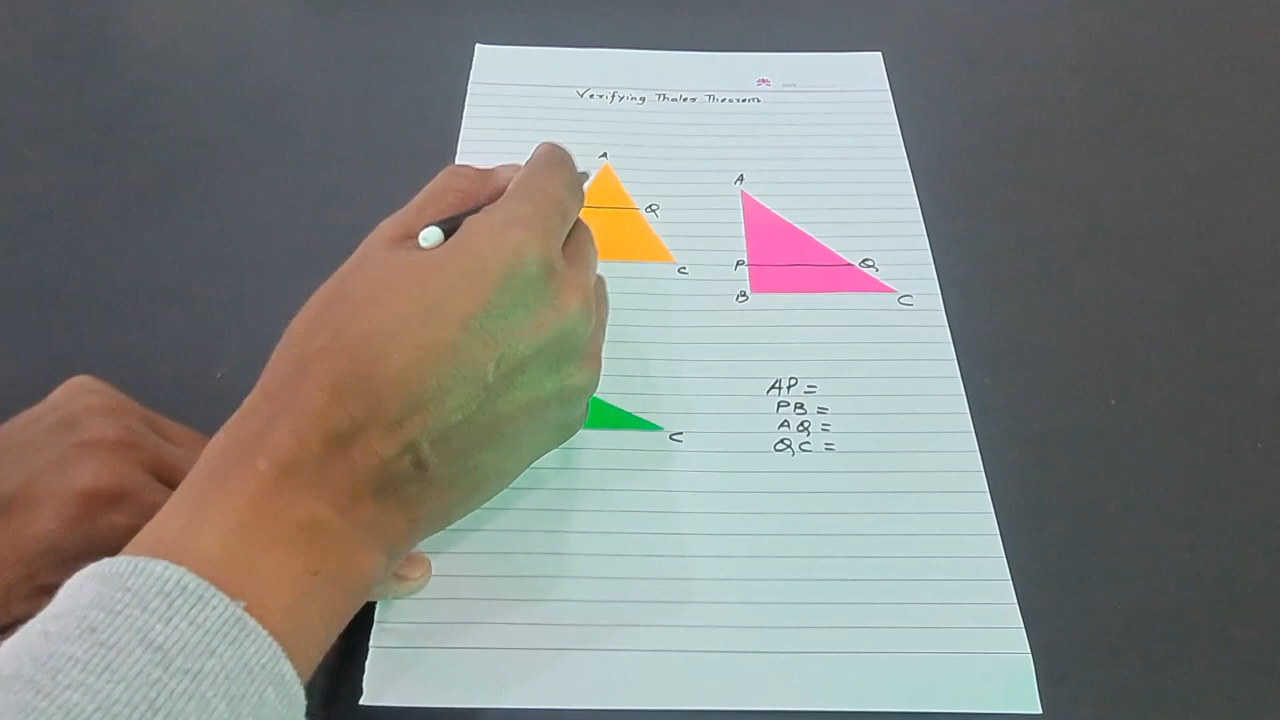 Verifying Thales Theorem
A
Q
C
A
P
Q
B
C
C
AP =
PB =
AQ =
QC =